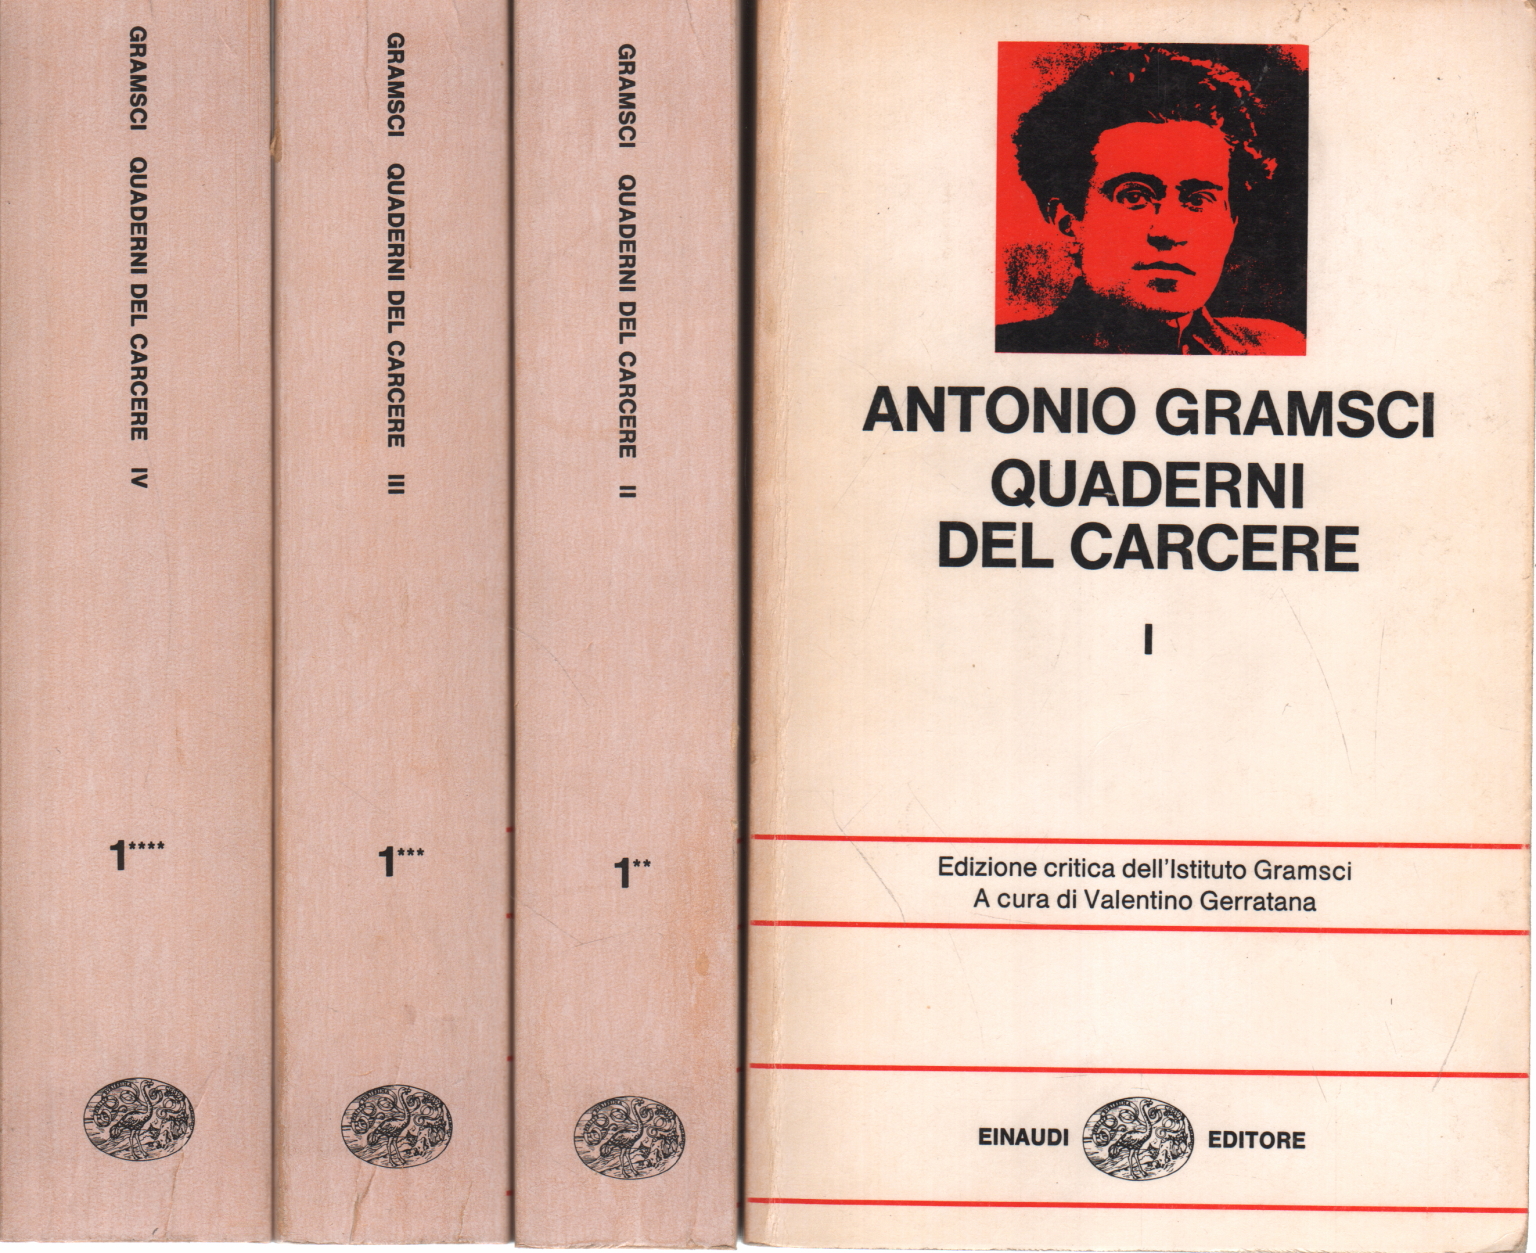 GRAMSCI QUADERNI DEL CARCERE IV
1****
GRAMSCI QUADERNI DEL CARCERE III
1***
GRAMSCI QUADERNI DEL CARCERE II
1**
ANTONIO GRAMSCI
QUADERNI
DEL CARCERE
I
Edizione critica dell'Istituto Gramsci
A cura di Valentino Gerratana
EINAUDI EDITORE